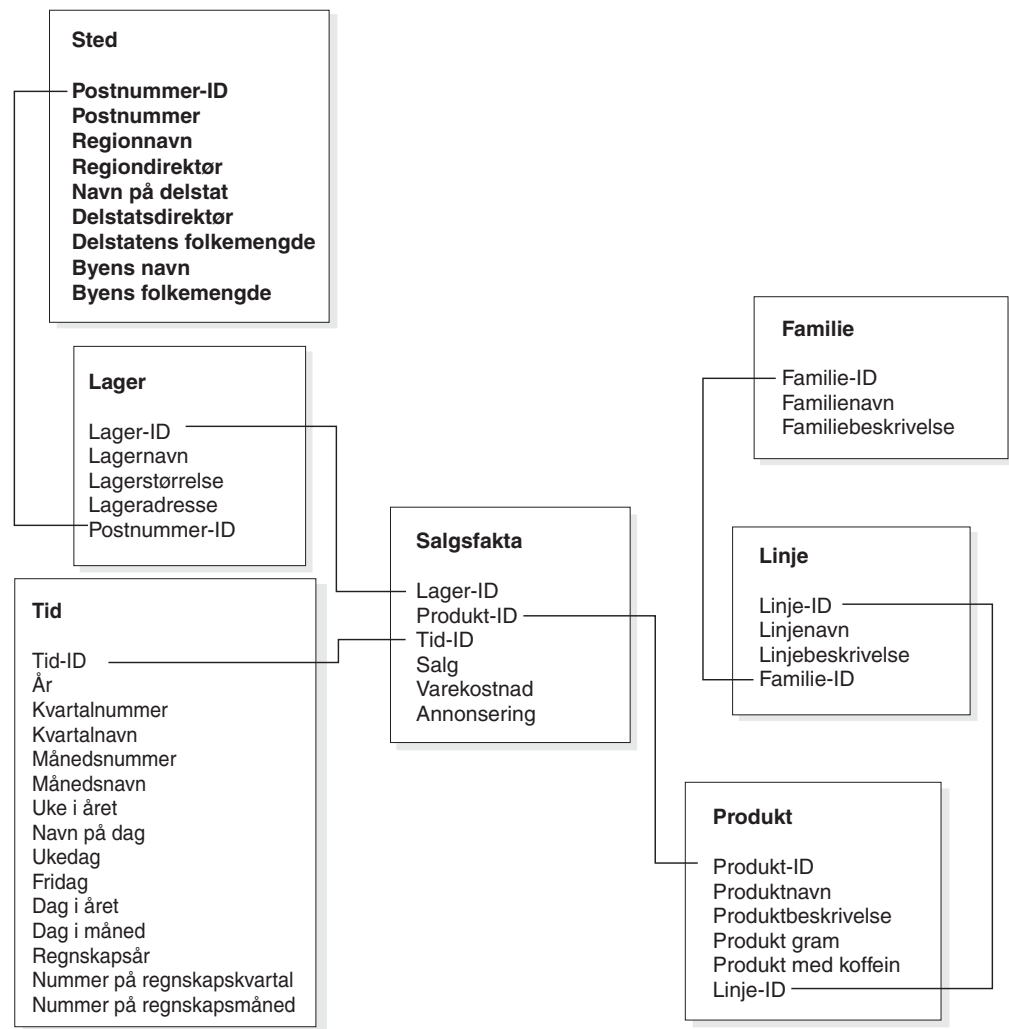 Sted
Postnummer-ID
Postnummer
Regionnavn
Regiondirektør
Navn på delstat
Delstatsdirektør
Delstatens folkemengde
Byens navn
Byens folkemengde
Lager
Lager-ID
Lagernavn
Lagerstørrelse
Lageradresse
Postnummer-ID
Tid
Tid-ID
År
Kvartalnummer
Kvartalnavn
Månedsnummer
Månedsnavn
Uke i året
Navn på dag
Ukedag
Fridag
Dag i året
Dag i måned
Regnskapsår
Nummer på regnskapskvartal
Nummer på regnskapsmåned
Salgsfakta
Lager-ID
Produkt-ID
Tid-ID
Salg
Varekostnad
Annonsering
Familie
Familie-ID
Familienavn
Familiebeskrivelse
Linje
Linje-ID
Linjenavn
Linjebeskrivelse
Familie-ID
Produkt
Produkt-ID
Produktnavn
Produktbeskrivelse
Produkt gram
Produkt med koffein
Linje-ID